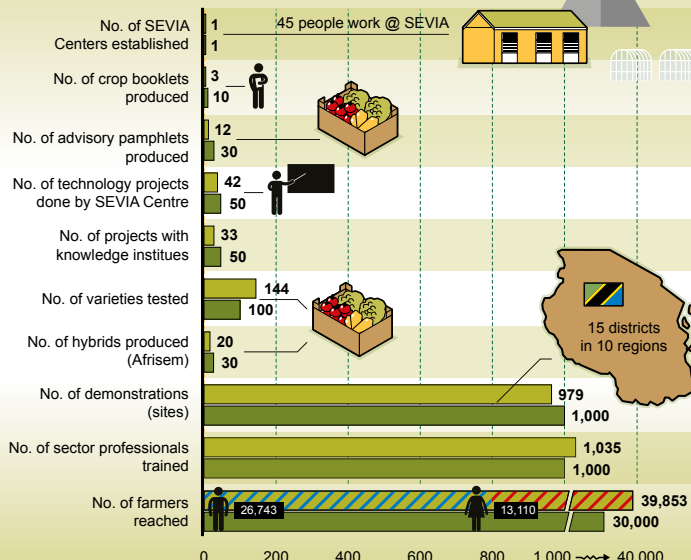 No. of SEVIA
Centers established
1
1
45 people work @ SEVIA
No. of crop booklets
produced
3
10
No. of advisory pamphlets
produced
12
30
No. of technology projects
done by SEVIA Centre
42
50
No. of projects with
knowledge institues
33
50
No. of varieties tested
144
100
No. of hybrids produced
(Afrisem)
20
30
15 districts
in 10 regions
No. of demonstrations
(sites)
979
1,000
No. of sector professionals
trained
1,035
1,000
No. of farmers
reached
26,743
13,110
39,853
30,000
0 200 400 600 800 1.000 40.000